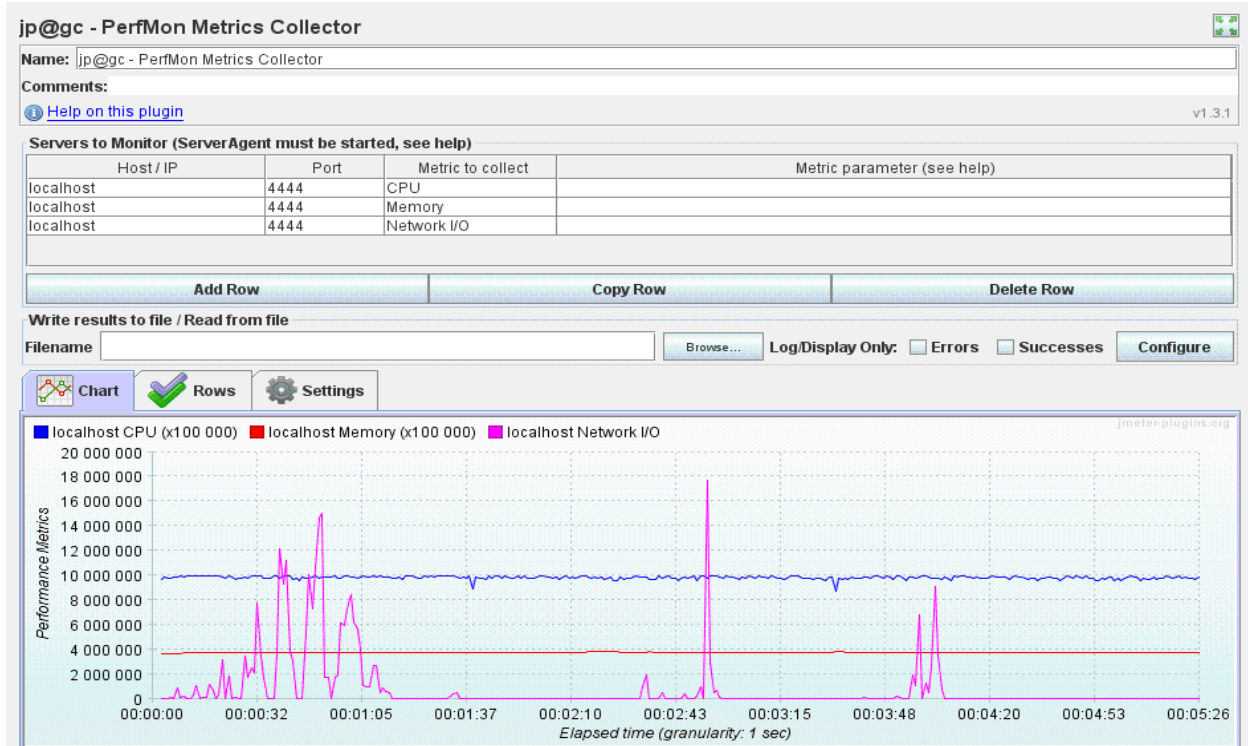 jp@gc - PerfMon Metrics Collector
Name: jp@gc - PerfMon Metrics Collector
Comments:
Help on this plugin v1.3.1
Servers to Monitor (ServerAgent must be started, see help)
Host / IP Port Metric to collect Metric parameter (see help)
localhost 4444 CPU
localhost 4444 Memory
localhost 4444 Network I/O
Add Row Copy Row Delete Row
Write results to file / Read from file
Filename Browse... Log/Display Only: Errors Successes Configure
Chart Rows Settings
localhost CPU (x100 000) localhost Memory (x100 000) localhost Network I/O jmeter-plugins.org
Performance Metrics
20 000 000
18 000 000
16 000 000
14 000 000
12 000 000
10 000 000
8 000 000
6 000 000
4 000 000
2 000 000
0
00:00:00 00:00:32 00:01:05 00:01:37 00:02:10 00:02:43 00:03:15 00:03:48 00:04:20 00:04:53 00:05:26
Elapsed time (granularity: 1 sec)